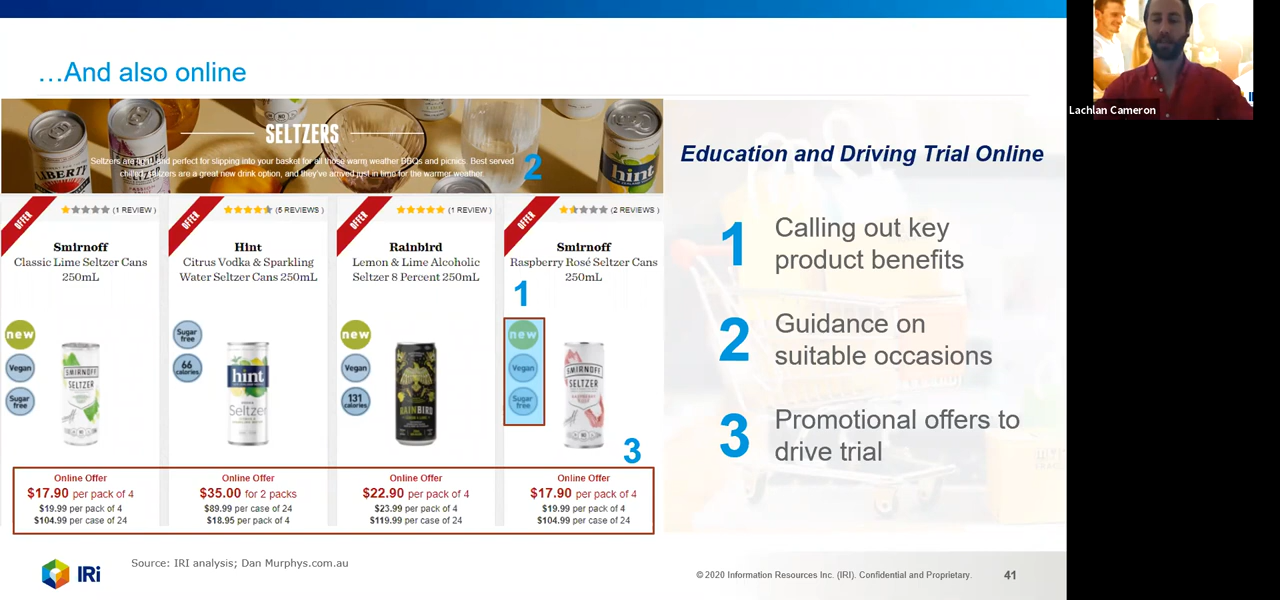 …And also online
SELTZERS
Seltzers are light and perfect for slipping into your basket for all those warm weather BBQs and picnics. Best served
chilled, seltzers are a great new drink option, and they've arrived just in time for the warmer weather.
2
LIBERTI
hint
OFFER
(1 REVIEW )
Smirnoff
Classic Lime Seltzer Cans
250mL
new
Vegan
Sugar
free
SMIRNOFF
SELTZER
Online Offer
$17.90 per pack of 4
$19.99 per pack of 4
$104.99 per case of 24
OFFER
(5 REVIEWS )
Hint
Citrus Vodka & Sparkling
Water Seltzer Cans 250mL
Sugar
free
66
calories
hint
Seltzer
Online Offer
$35.00 for 2 packs
$89.99 per case of 24
$18.95 per pack of 4
OFFER
(1 REVIEW )
Rainbird
Lemon & Lime Alcoholic
Seltzer 8 Percent 250mL
new
Vegan
131
calories
RAINBIRD
Online Offer
$22.90 per pack of 4
$23.99 per pack of 4
$119.99 per case of 24
OFFER
(2 REVIEWS )
Smirnoff
Raspberry Rosé Seltzer Cans
250mL
1
new
Vegan
Sugar
free
SMIRNOFF
SELTZER
3
Online Offer
$17.90 per pack of 4
$19.99 per pack of 4
$104.99 per case of 24
Education and Driving Trial Online
1 Calling out key
product benefits
2 Guidance on
suitable occasions
3 Promotional offers to
drive trial
IRi
Source: IRI analysis; Dan Murphys.com.au
© 2020 Information Resources Inc. (IRI). Confidential and Proprietary.
41
Lachlan Cameron